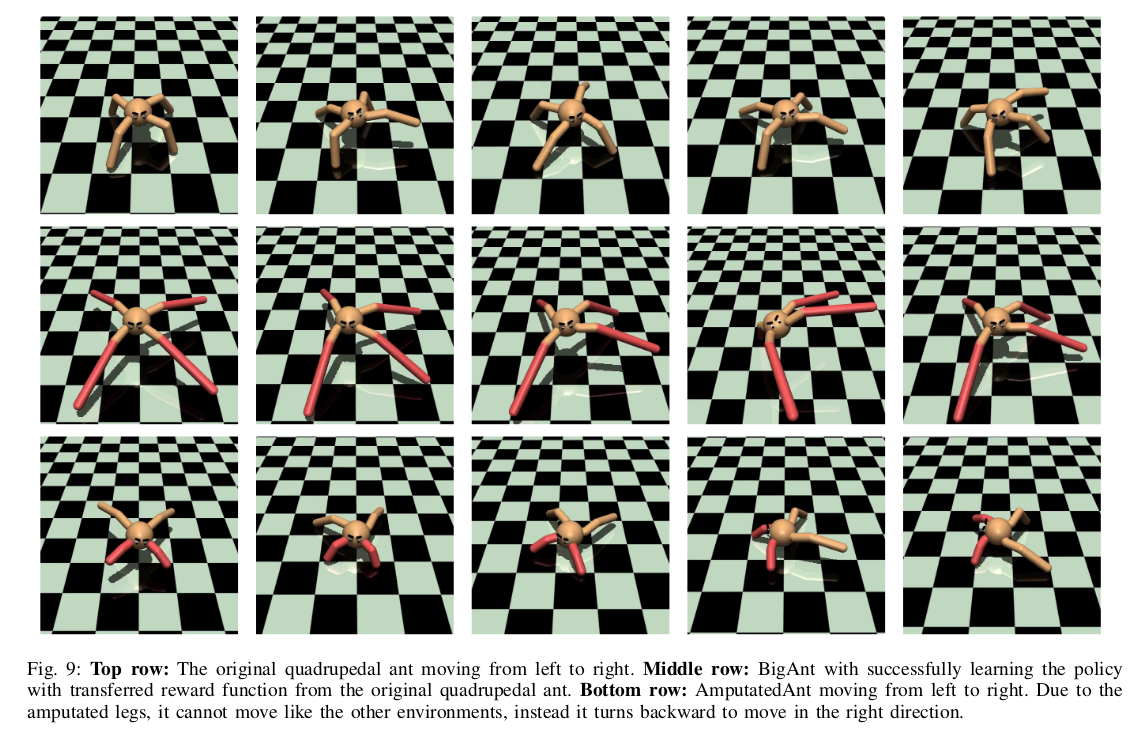 Fig. 9: Top row: The original quadrupedal ant moving from left to right. Middle row: BigAnt with successfully learning the policy
with transferred reward function from the original quadrupedal ant. Bottom row: AmputatedAnt moving from left to right. Due to the
amputated legs, it cannot move like the other environments, instead it turns backward to move in the right direction.